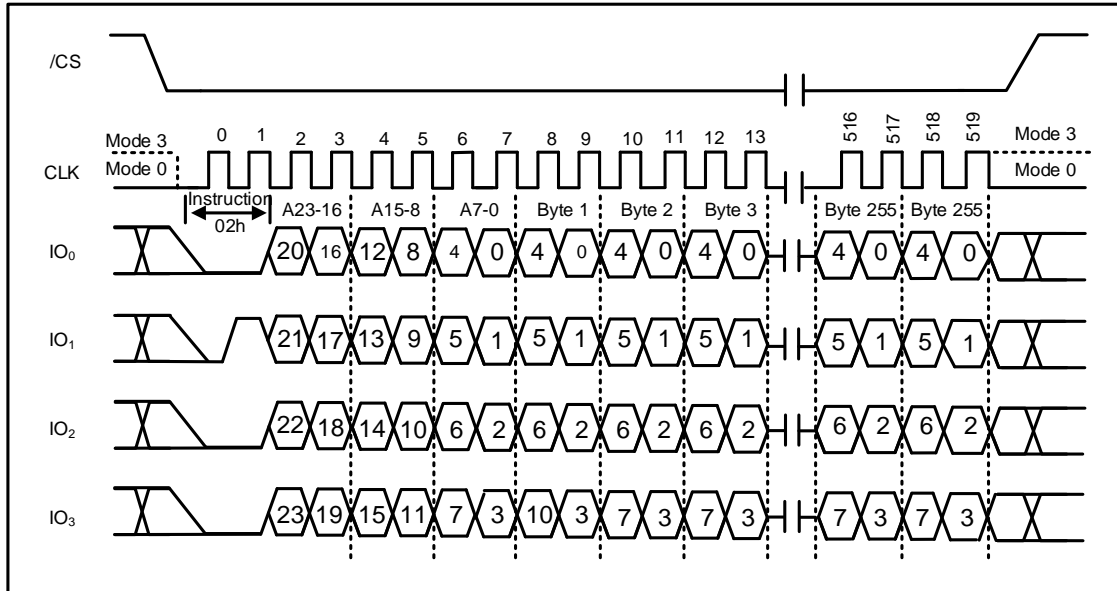 /CS
0 1 2 3 4 5 6 7 8 9 10 11 12 13 516 517 518 519
Mode 3 Mode 3
CLK Mode 0 Mode 0
Instruction
02h
A23-16 A15-8 A7-0 Byte 1 Byte 2 Byte 3 Byte 255 Byte 255
IO0 20 16 12 8 4 0 4 0 4 0 4 0 4 0 4 0
IO1 21 17 13 9 5 1 5 1 5 1 5 1 5 1 5 1
IO2 22 18 14 10 6 2 6 2 6 2 6 2 6 2 6 2
IO3 23 19 15 11 7 3 10 3 7 3 7 3 7 3 7 3